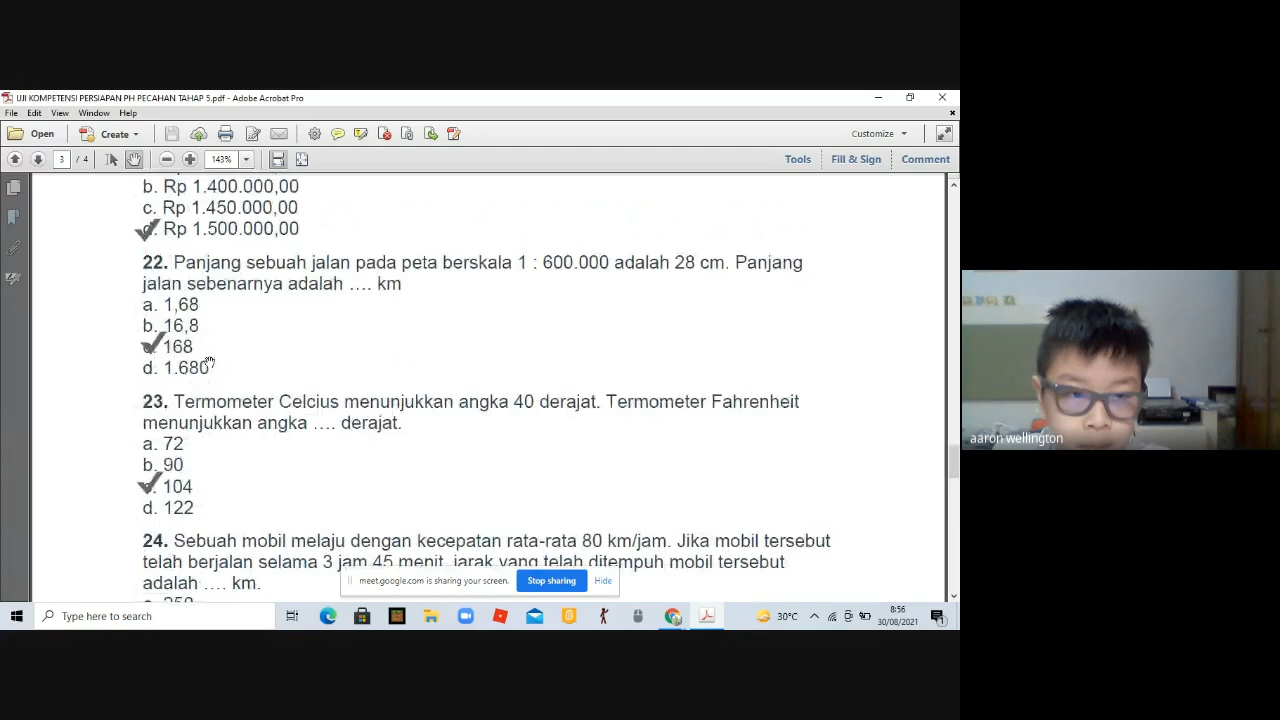 UJI KOMPETENSI PERSIAPAN PH PECAHAN TAHAP 5.pdf - Adobe Acrobat Pro
File Edit View Window Help
Open Create Customize
3 / 4 143% Tools Fill & Sign Comment
b. Rp 1.400.000,00
c. Rp 1.450.000,00
d. Rp 1.500.000,00
22. Panjang sebuah jalan pada peta berskala 1 : 600.000 adalah 28 cm. Panjang
jalan sebenarnya adalah .... km
a. 1,68
b. 16,8
c. 168
d. 1.680
23. Termometer Celcius menunjukkan angka 40 derajat. Termometer Fahrenheit
menunjukkan angka .... derajat.
a. 72
b. 90
c. 104
d. 122
24. Sebuah mobil melaju dengan kecepatan rata-rata 80 km/jam. Jika mobil tersebut
telah berjalan selama 3 jam 45 menit, jarak yang telah ditempuh mobil tersebut
adalah .... km.
meet.google.com is sharing your screen. Stop sharing Hide
Type here to search
30°C
8:56
30/08/2021
aaron wellington